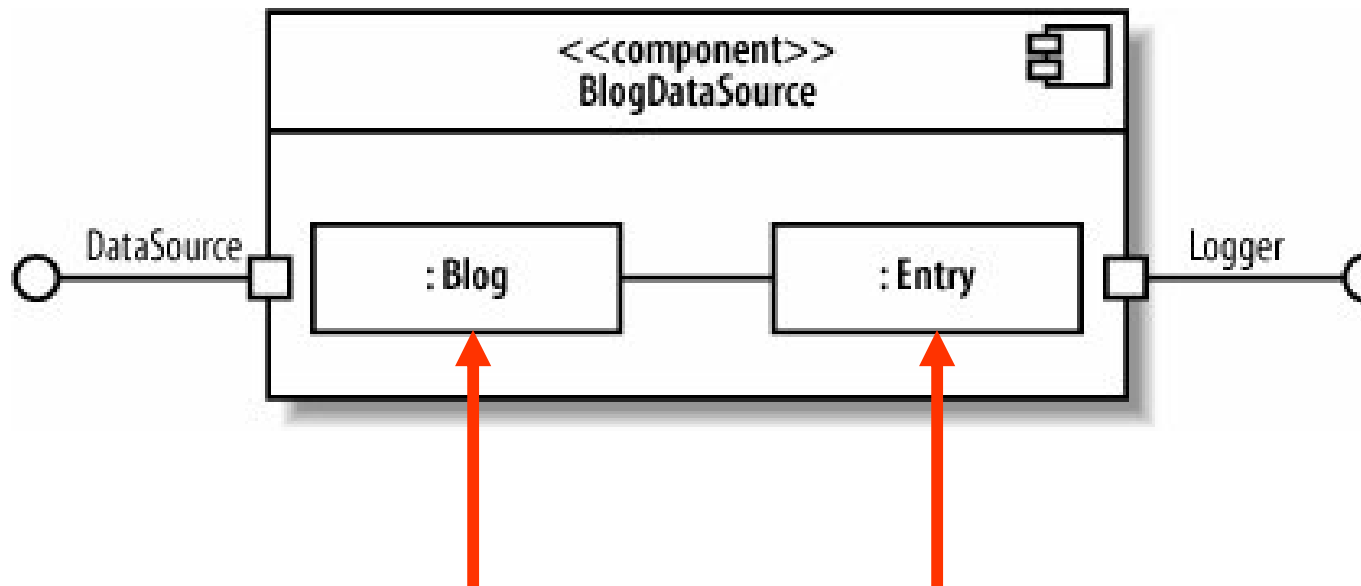 <<component>>
BlogDataSource
DataSource
: Blog
: Entry
Logger